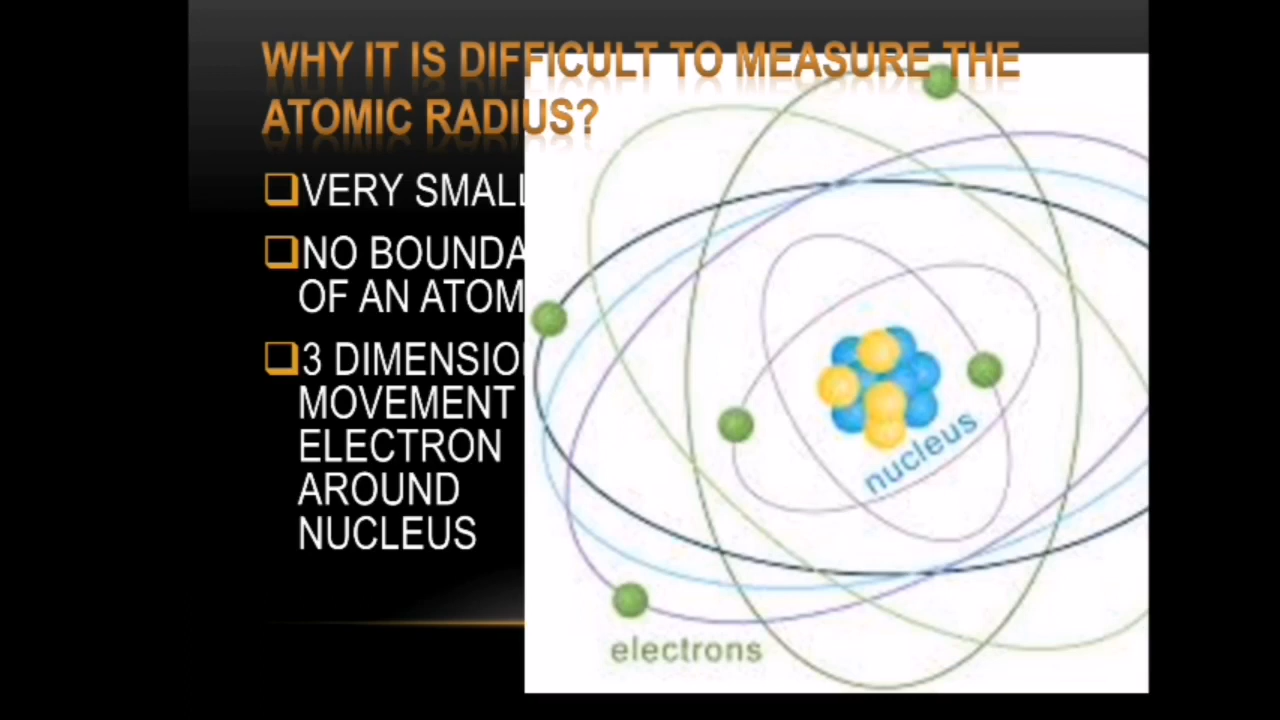 WHY IT IS DIFFICULT TO MEASURE THE
ATOMIC RADIUS?
VERY SMALL
NO BOUNDA
OF AN ATOM
3 DIMENSIO
MOVEMENT
ELECTRON
AROUND
NUCLEUS
nucleus
electrons